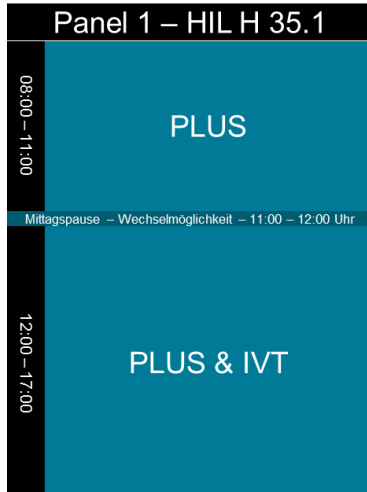 Panel 1 – HIL H 35.1
08:00 – 11:00
PLUS
Mittagspause – Wechselmöglichkeit – 11:00 – 12:00 Uhr
12:00 – 17:00
PLUS & IVT